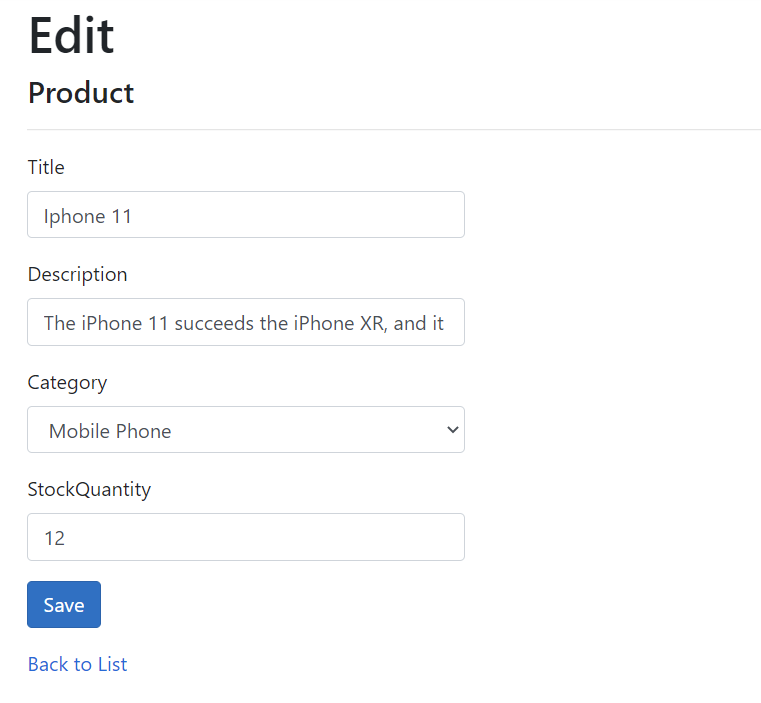 Edit
Product
Title
Iphone 11
Description
The iPhone 11 succeeds the iPhone XR, and it
Category
Mobile Phone
StockQuantity
12
Save
Back to List